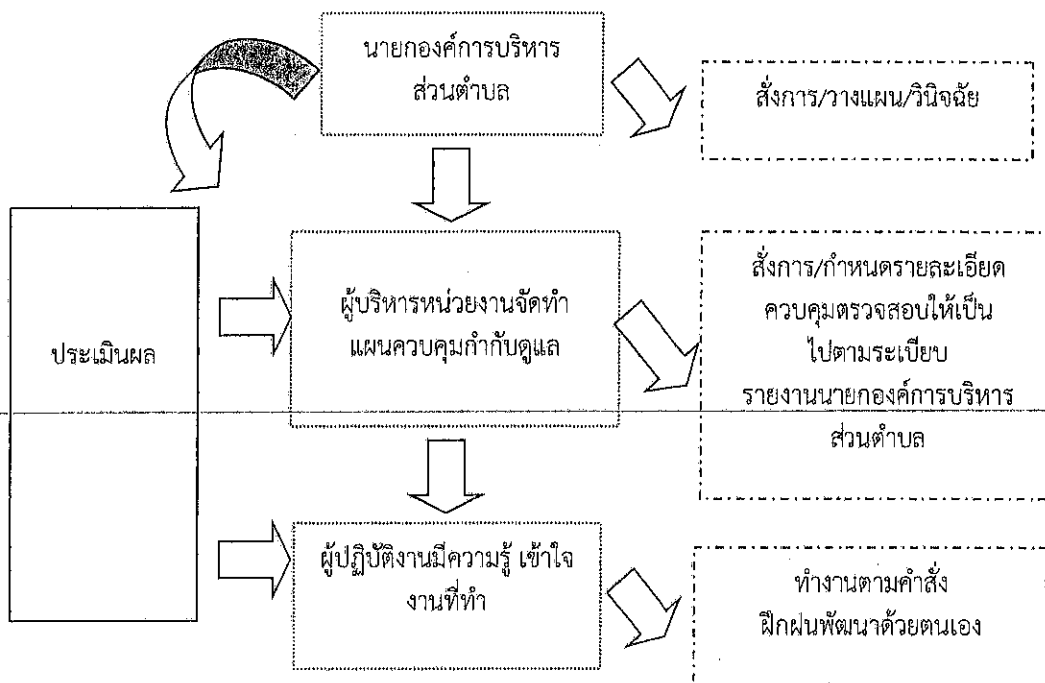 นายกองค์การบริหาร
ส่วนตำบล
สั่งการ/วางแผน/วินิจฉัย
ประเมินผล
ผู้บริหารหน่วยงานจัดทำ
แผนควบคุมกำกับดูแล
สั่งการ/กำหนดรายละเอียด
ควบคุมตรวจสอบให้เป็น
ไปตามระเบียบ
รายงานนายกองค์การบริหาร
ส่วนตำบล
ผู้ปฏิบัติงานมีความรู้ เข้าใจ
งานที่ทำ
ทำงานตามคำสั่ง
ฝึกฝนพัฒนาด้วยตนเอง